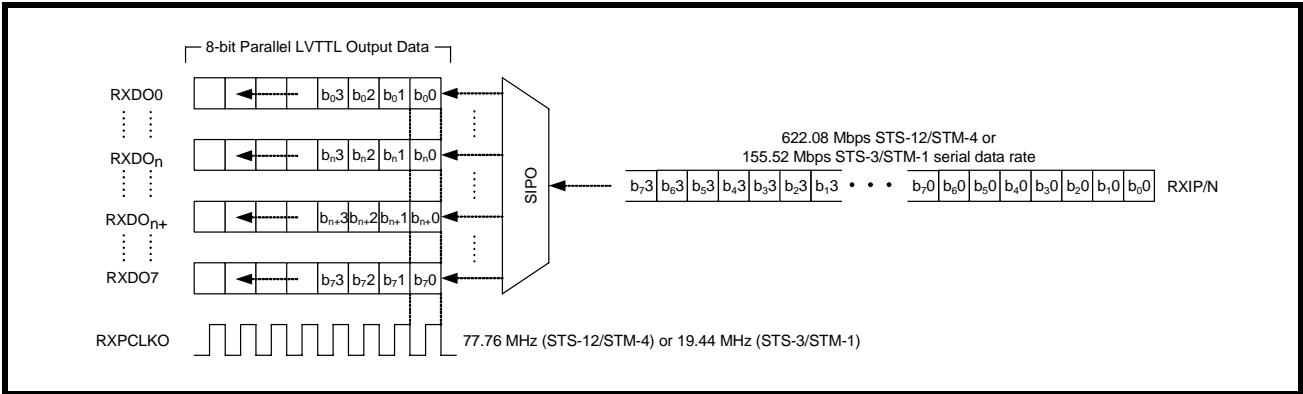 8-bit Parallel LVTTL Output Data
RXDO0
b₀3 b₀2 b₀1 b₀0
RXDOₙ
bₙ3 bₙ2 bₙ1 bₙ0
RXDOₙ₊
bₙ₊3 bₙ₊2 bₙ₊1 bₙ₊0
RXDO7
b₇3 b₇2 b₇1 b₇0
RXPCLKO
77.76 MHz (STS-12/STM-4) or 19.44 MHz (STS-3/STM-1)
SIPO
622.08 Mbps STS-12/STM-4 or
155.52 Mbps STS-3/STM-1 serial data rate
b₇3 b₆3 b₅3 b₄3 b₃3 b₂3 b₁3 • • • b₇0 b₆0 b₅0 b₄0 b₃0 b₂0 b₁0 b₀0
RXIP/N